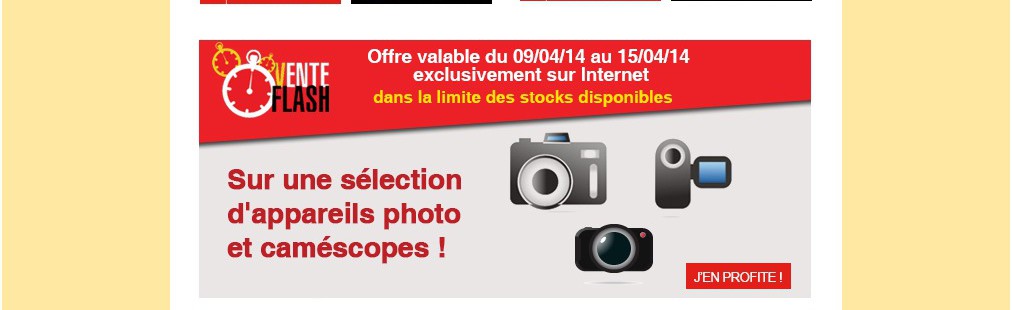 VENTE
FLASH
Offre valable du 09/04/14 au 15/04/14
exclusivement sur Internet
dans la limite des stocks disponibles
Sur une sélection
d'appareils photo
et caméscopes !
J'EN PROFITE !